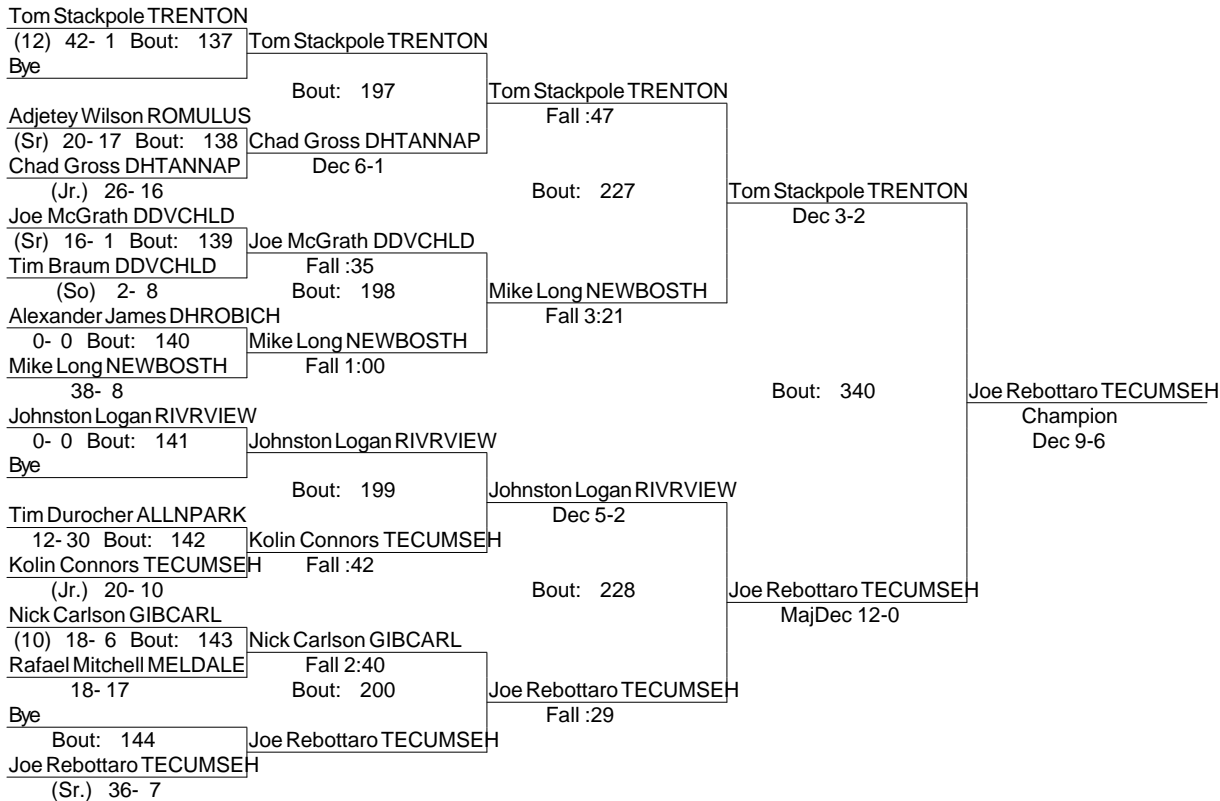 Tom Stackpole TRENTON
(12) 42- 1 Bout: 137 Tom Stackpole TRENTON
Bye
Bout: 197 Tom Stackpole TRENTON
Adjetey Wilson ROMULUS Fall :47
(Sr) 20- 17 Bout: 138 Chad Gross DHTANNAP
Chad Gross DHTANNAP Dec 6-1
(Jr.) 26- 16 Bout: 227 Tom Stackpole TRENTON
Joe McGrath DDVCHLD Dec 3-2
(Sr) 16- 1 Bout: 139 Joe McGrath DDVCHLD
Tim Braum DDVCHLD Fall :35
(So) 2- 8 Bout: 198 Mike Long NEWBOSTH
Alexander James DHROBICH Fall 3:21
0- 0 Bout: 140 Mike Long NEWBOSTH
Mike Long NEWBOSTH Fall 1:00
38- 8 Bout: 340 Joe Rebottaro TECUMSEH
Johnston Logan RIVRVIEW Champion
0- 0 Bout: 141 Johnston Logan RIVRVIEW Dec 9-6
Bye
Bout: 199 Johnston Logan RIVRVIEW
Tim Durocher ALLNPARK Dec 5-2
12- 30 Bout: 142 Kolin Connors TECUMSEH
Kolin Connors TECUMSEH Fall :42
(Jr.) 20- 10 Bout: 228 Joe Rebottaro TECUMSEH
Nick Carlson GIBCARL MajDec 12-0
(10) 18- 6 Bout: 143 Nick Carlson GIBCARL
Rafael Mitchell MELDALE Fall 2:40
18- 17 Bout: 200 Joe Rebottaro TECUMSEH
Bye Fall :29
Bout: 144 Joe Rebottaro TECUMSEH
Joe Rebottaro TECUMSEH
(Sr.) 36- 7